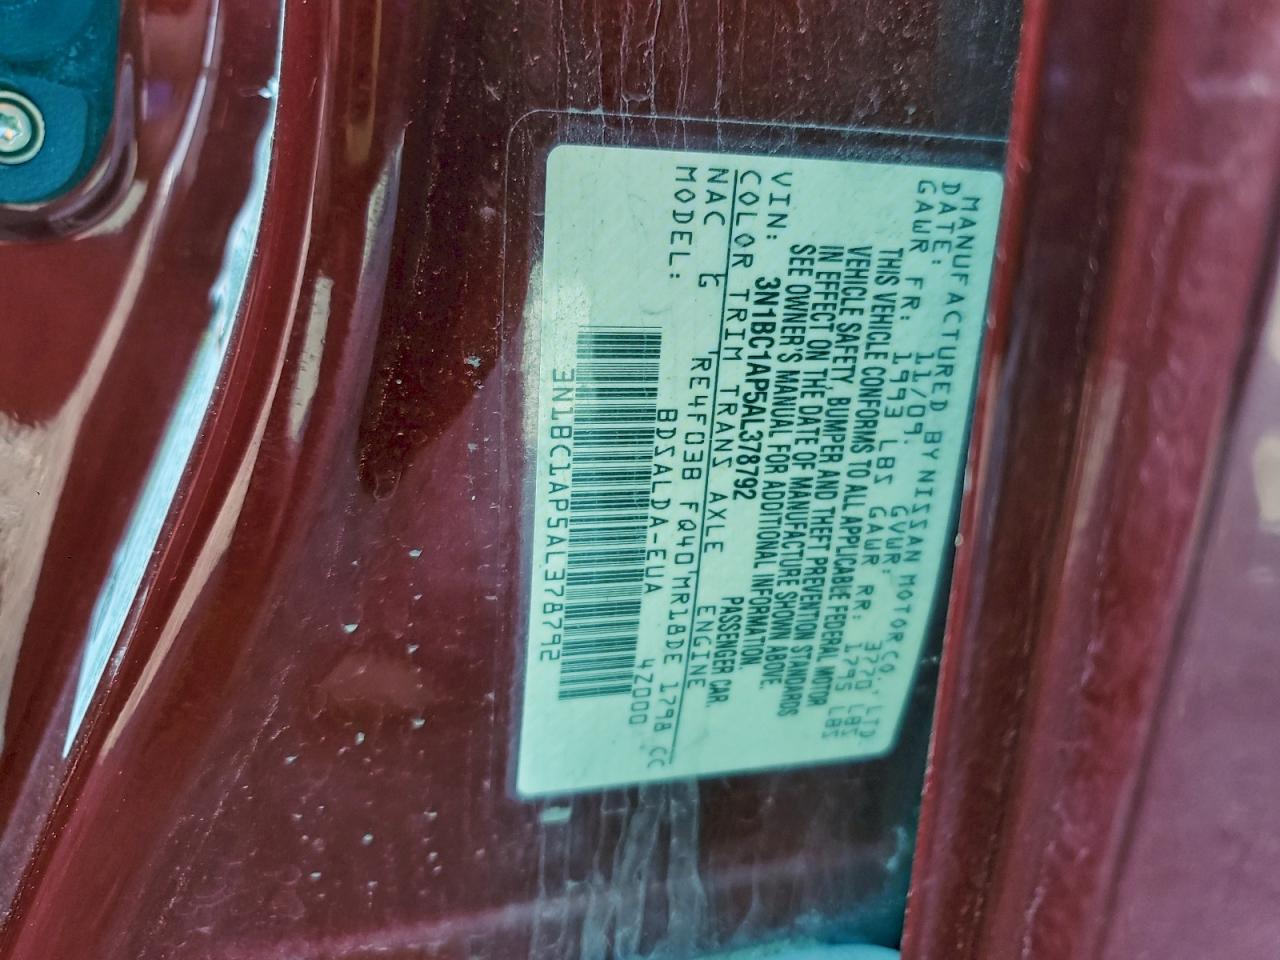 MANUFACTURED BY NISSAN MOTOR CO., LTD.
DATE: 11/09. GVWR: 3770 LBS
GAWR FR: 1993 LBS GAWR RR: 1795 LBS
THIS VEHICLE CONFORMS TO ALL APPLICABLE FEDERAL MOTOR
VEHICLE SAFETY, BUMPER AND THEFT PREVENTION STANDARDS
IN EFFECT ON THE DATE OF MANUFACTURE SHOWN ABOVE.
SEE OWNER'S MANUAL FOR ADDITIONAL INFORMATION
VIN: 3N1BC1AP5AL378792 PASSENGER CAR.
COLOR TRIM TRANS AXLE ENGINE
NAC G RE4F03B FQ40 MR18DE 1798 CC
MODEL: BDSALDA-EUA 4Z000
3N1BC1AP5AL378792